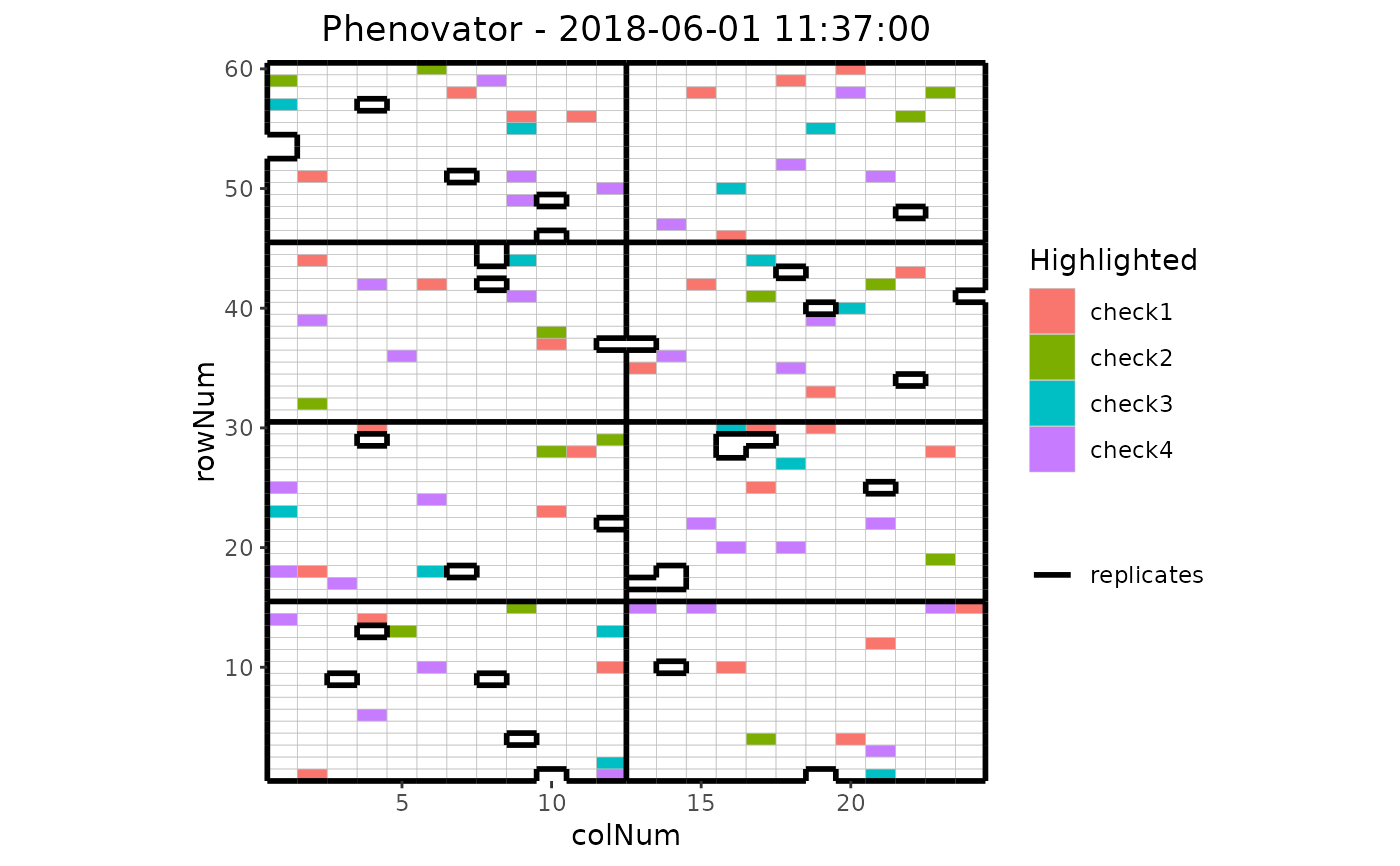 Phenovator - 2018-06-01 11:37:00
60
50
40
30
20
10
rowNum
5
10
15
20
colNum
Highlighted
check1
check2
check3
check4
replicates